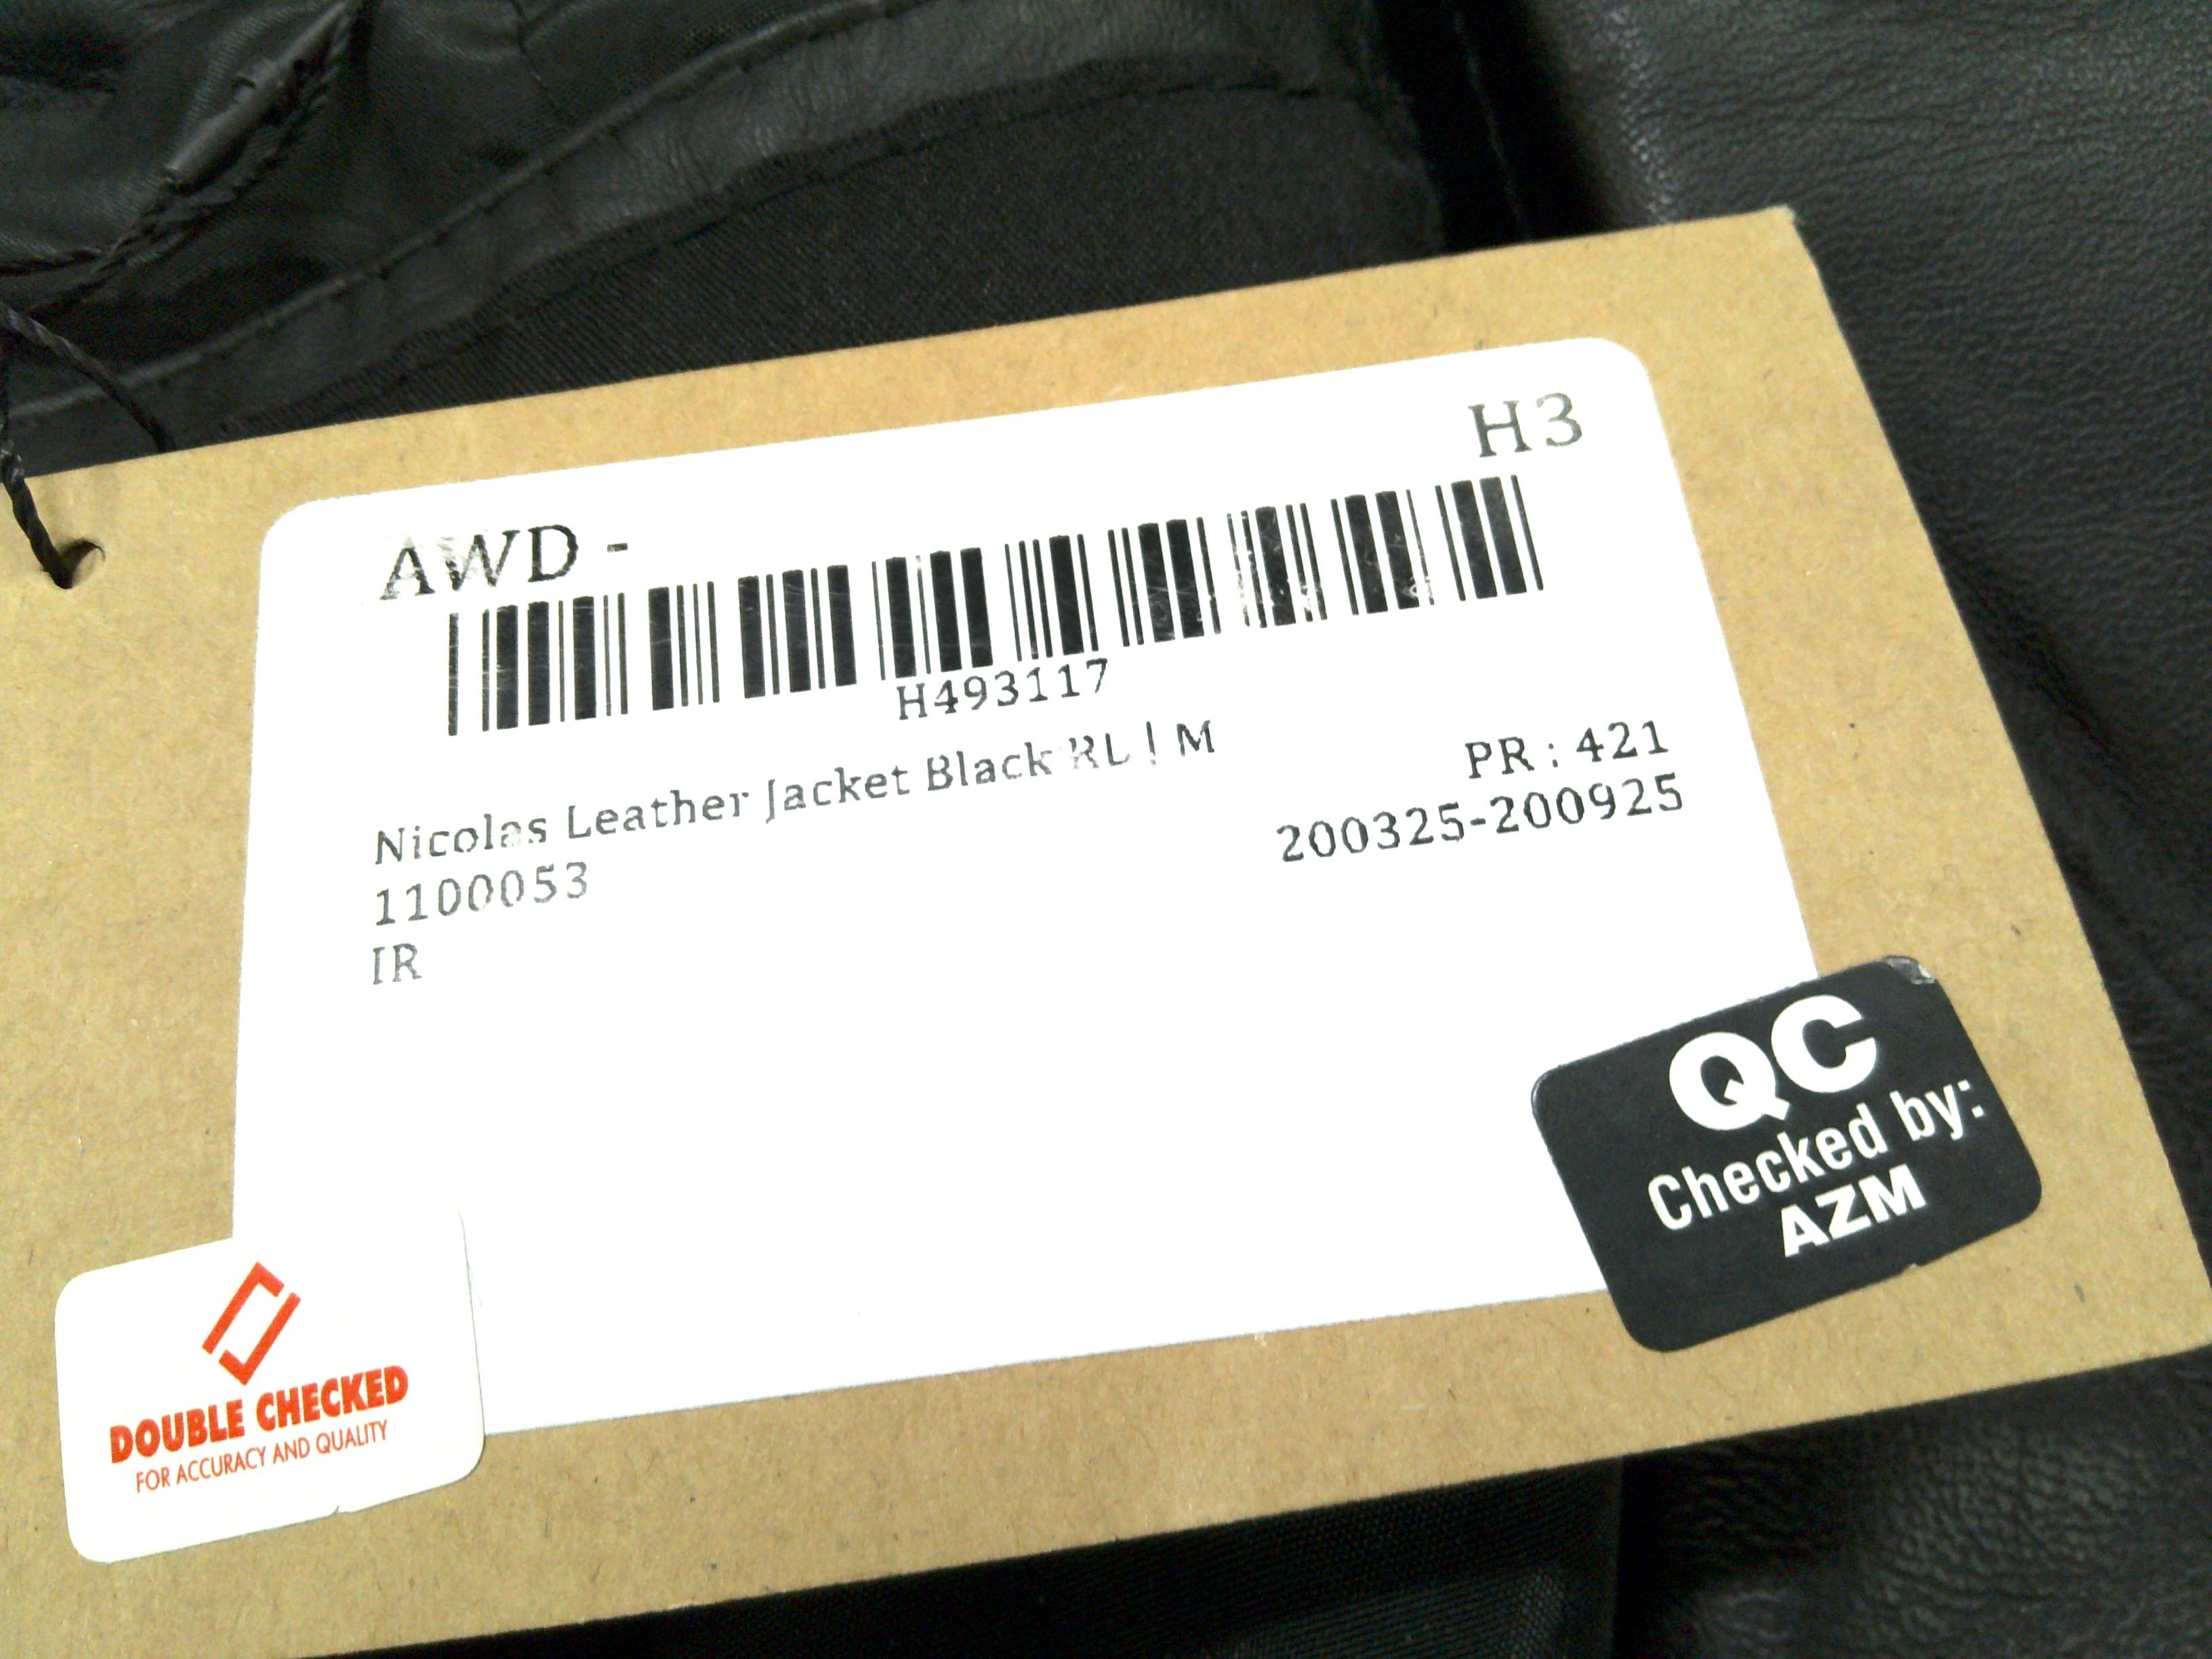 H3
AWD -
H493117
Nicolas Leather Jacket Black RL | M
PR : 421
1100053
200325-200925
IR
QC
Checked by:
AZM
DOUBLE CHECKED
FOR ACCURACY AND QUALITY